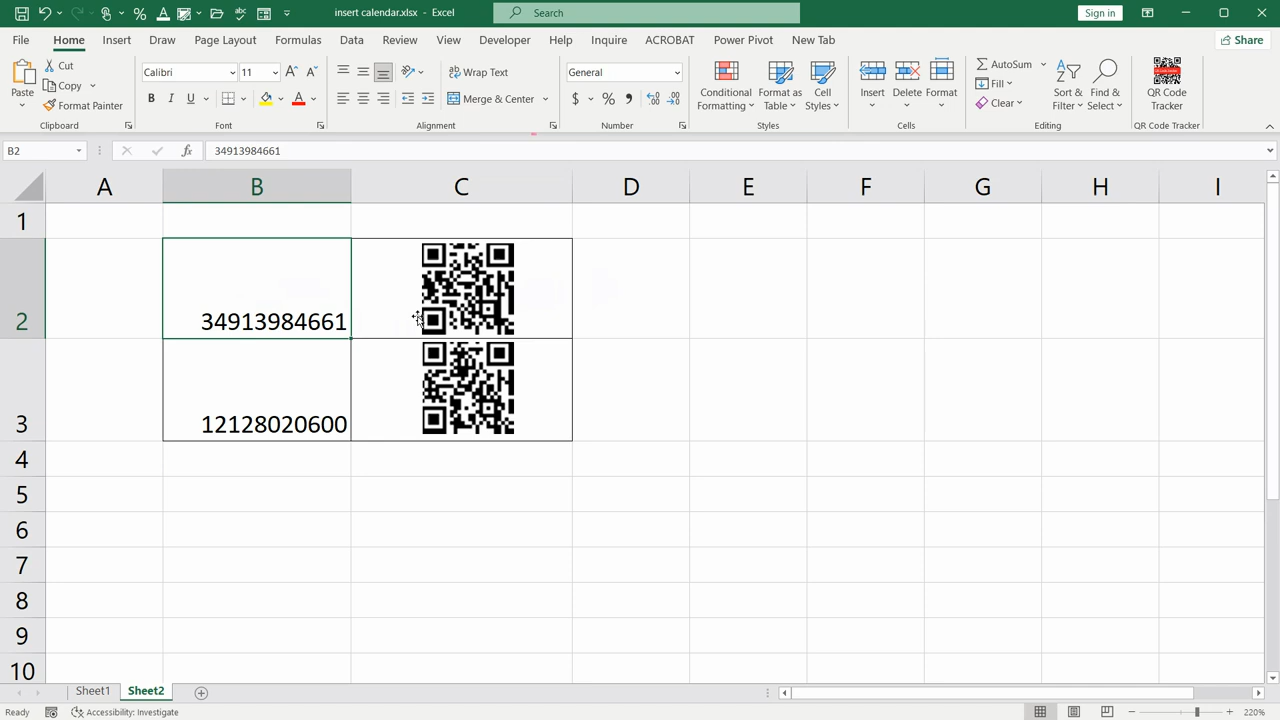 insert calendar.xlsx - Excel
Search
Sign in
File Home Insert Draw Page Layout Formulas Data Review View Developer Help Inquire ACROBAT Power Pivot New Tab
Share
Paste
Cut
Copy
Format Painter
Clipboard
Calibri 11
B I U
Font
Wrap Text
Merge & Center
Alignment
General
$ % ,
Number
Conditional Formatting
Format as Table
Cell Styles
Styles
Insert
Delete
Format
Cells
AutoSum
Fill
Clear
Sort & Filter
Find & Select
Editing
QR Code Tracker
QR Code Tracker
B2
fx
34913984661
A B C D E F G H I
1
2 34913984661
3 12128020600
4
5
6
7
8
9
10
Sheet1 Sheet2
Ready
Accessibility: Investigate
220%